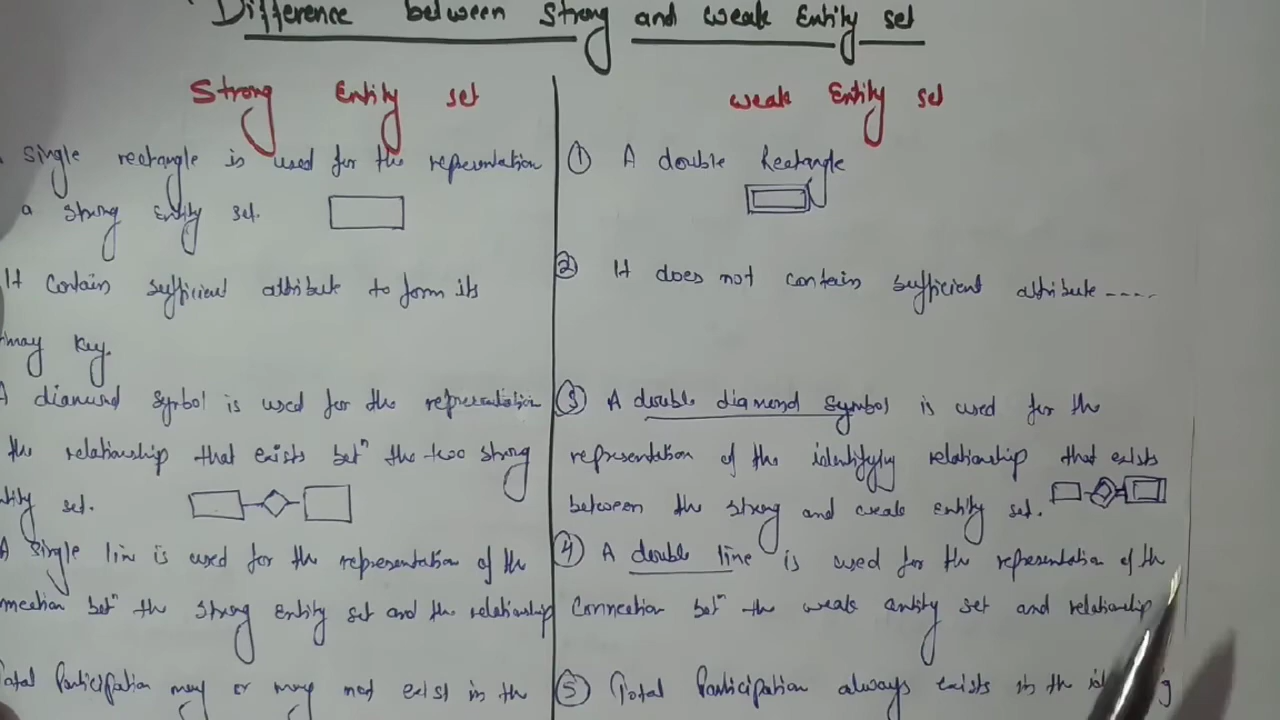 Difference between Strong and weak Entity set
Strong Entity set
single rectangle is used for the representation
a strong Entity set.
It contain sufficient attribute to form its
key.
A diamond symbol is used for the representation
the relationship that exists betn the two strong
set.
A single line is used for the representation of the
betn the strong entity set and the relationship
Participation may or may not exist in the
weak Entity set
① A double Rectangle
② It does not contain sufficient attribute.....
③ A double diamond symbol is used for the
representation of the identifying relationship that exists
between the strong and weak entity set.
④ A double line is used for the representation of the
Connection betn the weak entity set and relationship
⑤ Total Participation always exists in the